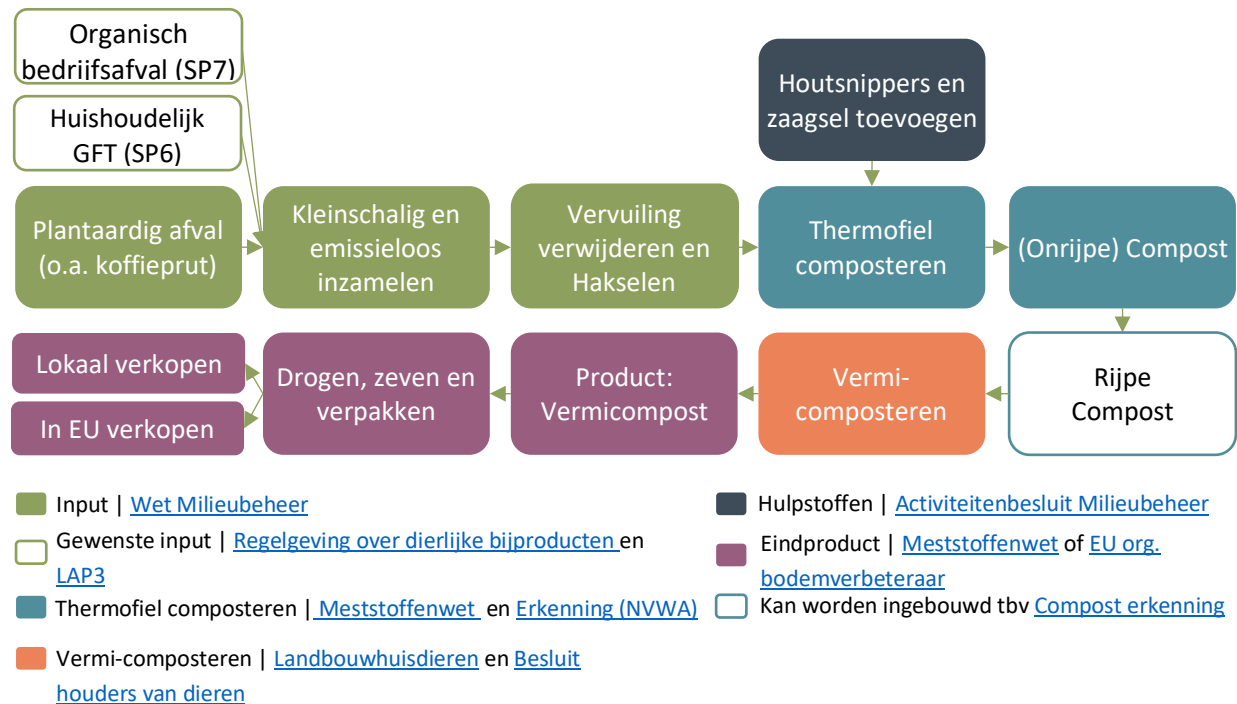 Organisch
bedrijfsafval (SP7)
Huishoudelijk
GFT (SP6)
Houtsnippers en
zaagsel toevoegen
Plantaardig afval
(o.a. koffieprut)
Kleinschalig en
emissieloos
inzamelen
Vervuiling
verwijderen en
Hakselen
Thermofiel
composteren
(Onrijpe) Compost
Lokaal verkopen
In EU verkopen
Drogen, zeven en
verpakken
Product:
Vermicompost
Vermi-
composteren
Rijpe
Compost
Input | Wet Milieubeheer
Gewenste input | Regelgeving over dierlijke bijproducten en
LAP3
Thermofiel composteren | Meststoffenwet en Erkenning (NVWA)
Vermi-composteren | Landbouwhuisdieren en Besluit
houders van dieren
Hulpstoffen | Activiteitenbesluit Milieubeheer
Eindproduct | Meststoffenwet of EU org.
bodemverbeteraar
Kan worden ingebouwd tbv Compost erkenning